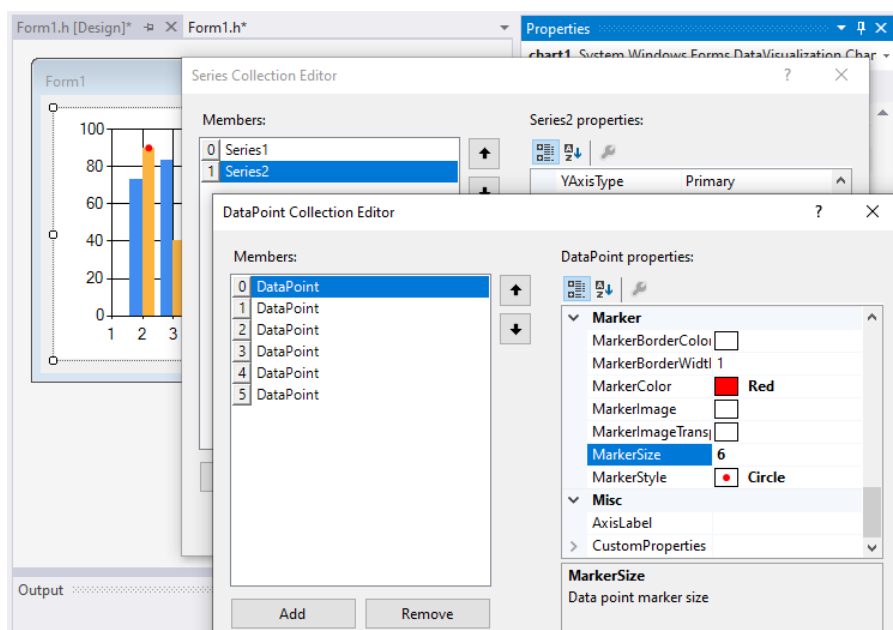 Form1.h [Design]*
Form1.h*
Properties
chart1 System.Windows.Forms.DataVisualization.Char
Form1
Series Collection Editor
?
Members:
0 Series1
1 Series2
Series2 properties:
YAxisType Primary
100
80
60
40
20
0
1 2 3
DataPoint Collection Editor
?
Members:
0 DataPoint
1 DataPoint
2 DataPoint
3 DataPoint
4 DataPoint
5 DataPoint
Add Remove
DataPoint properties:
Marker
MarkerBorderColo
MarkerBorderWidtl 1
MarkerColor Red
MarkerImage
MarkerImageTransp
MarkerSize 6
MarkerStyle Circle
Misc
AxisLabel
CustomProperties
MarkerSize
Data point marker size
Output